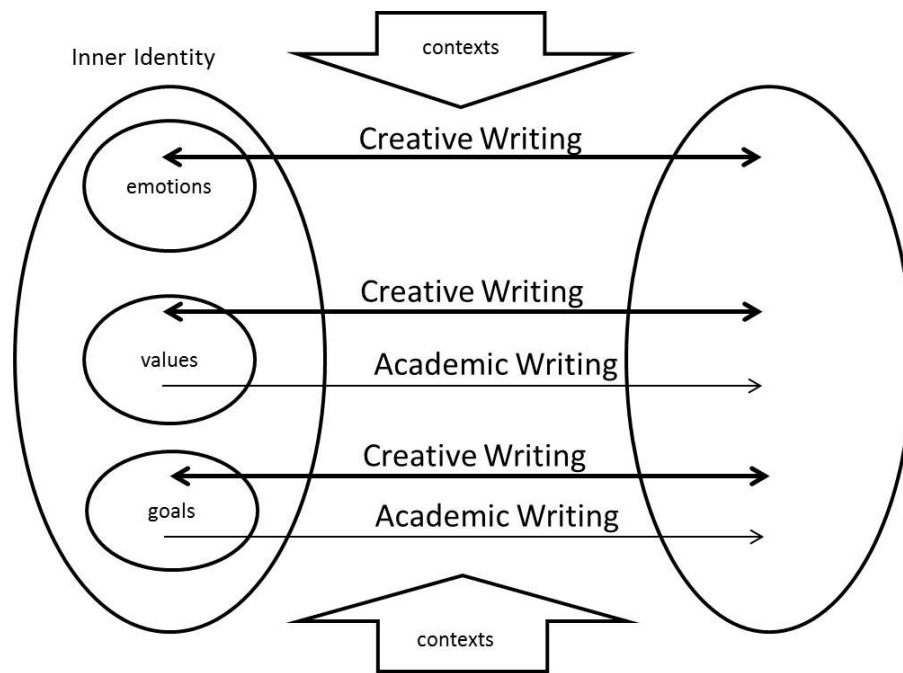 contexts
Inner Identity
Creative Writing
emotions
Creative Writing
values
Academic Writing
Creative Writing
goals
Academic Writing
contexts